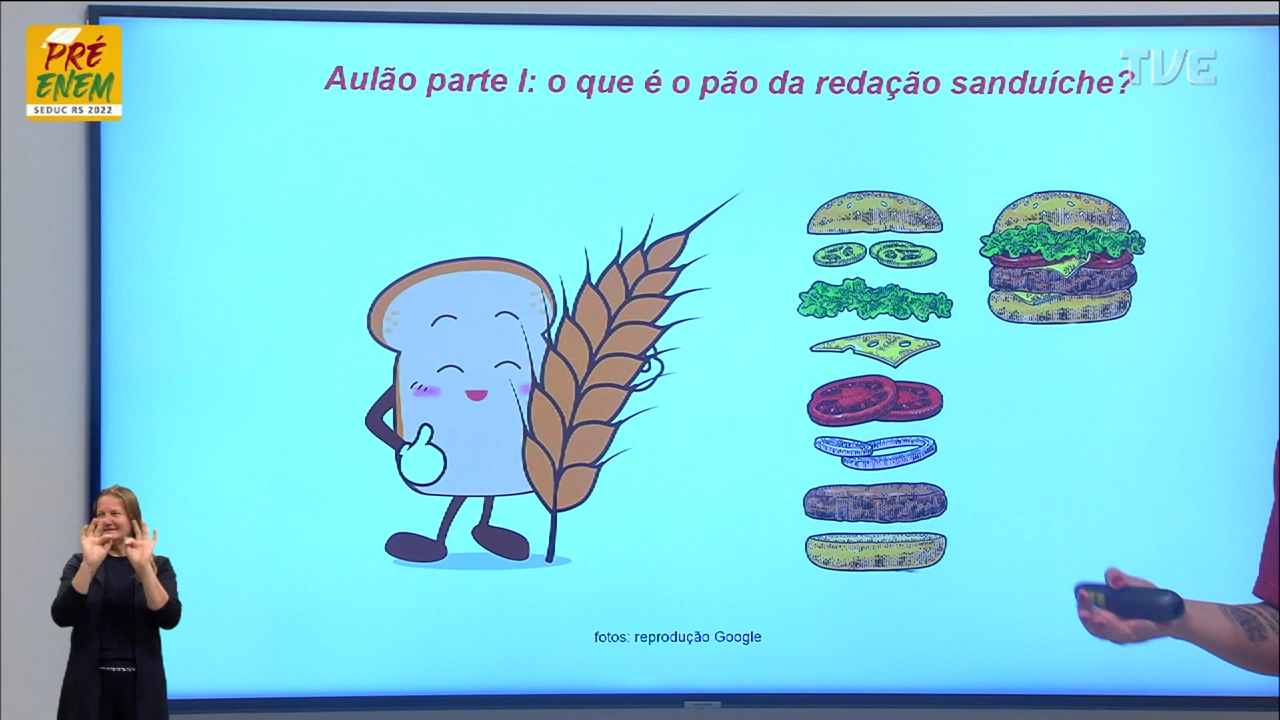 PRÉ
ENEM
SEDUC RS 2022
Aulão parte I: o que é o pão da redação sanduíche?
TVE
fotos: reprodução Google